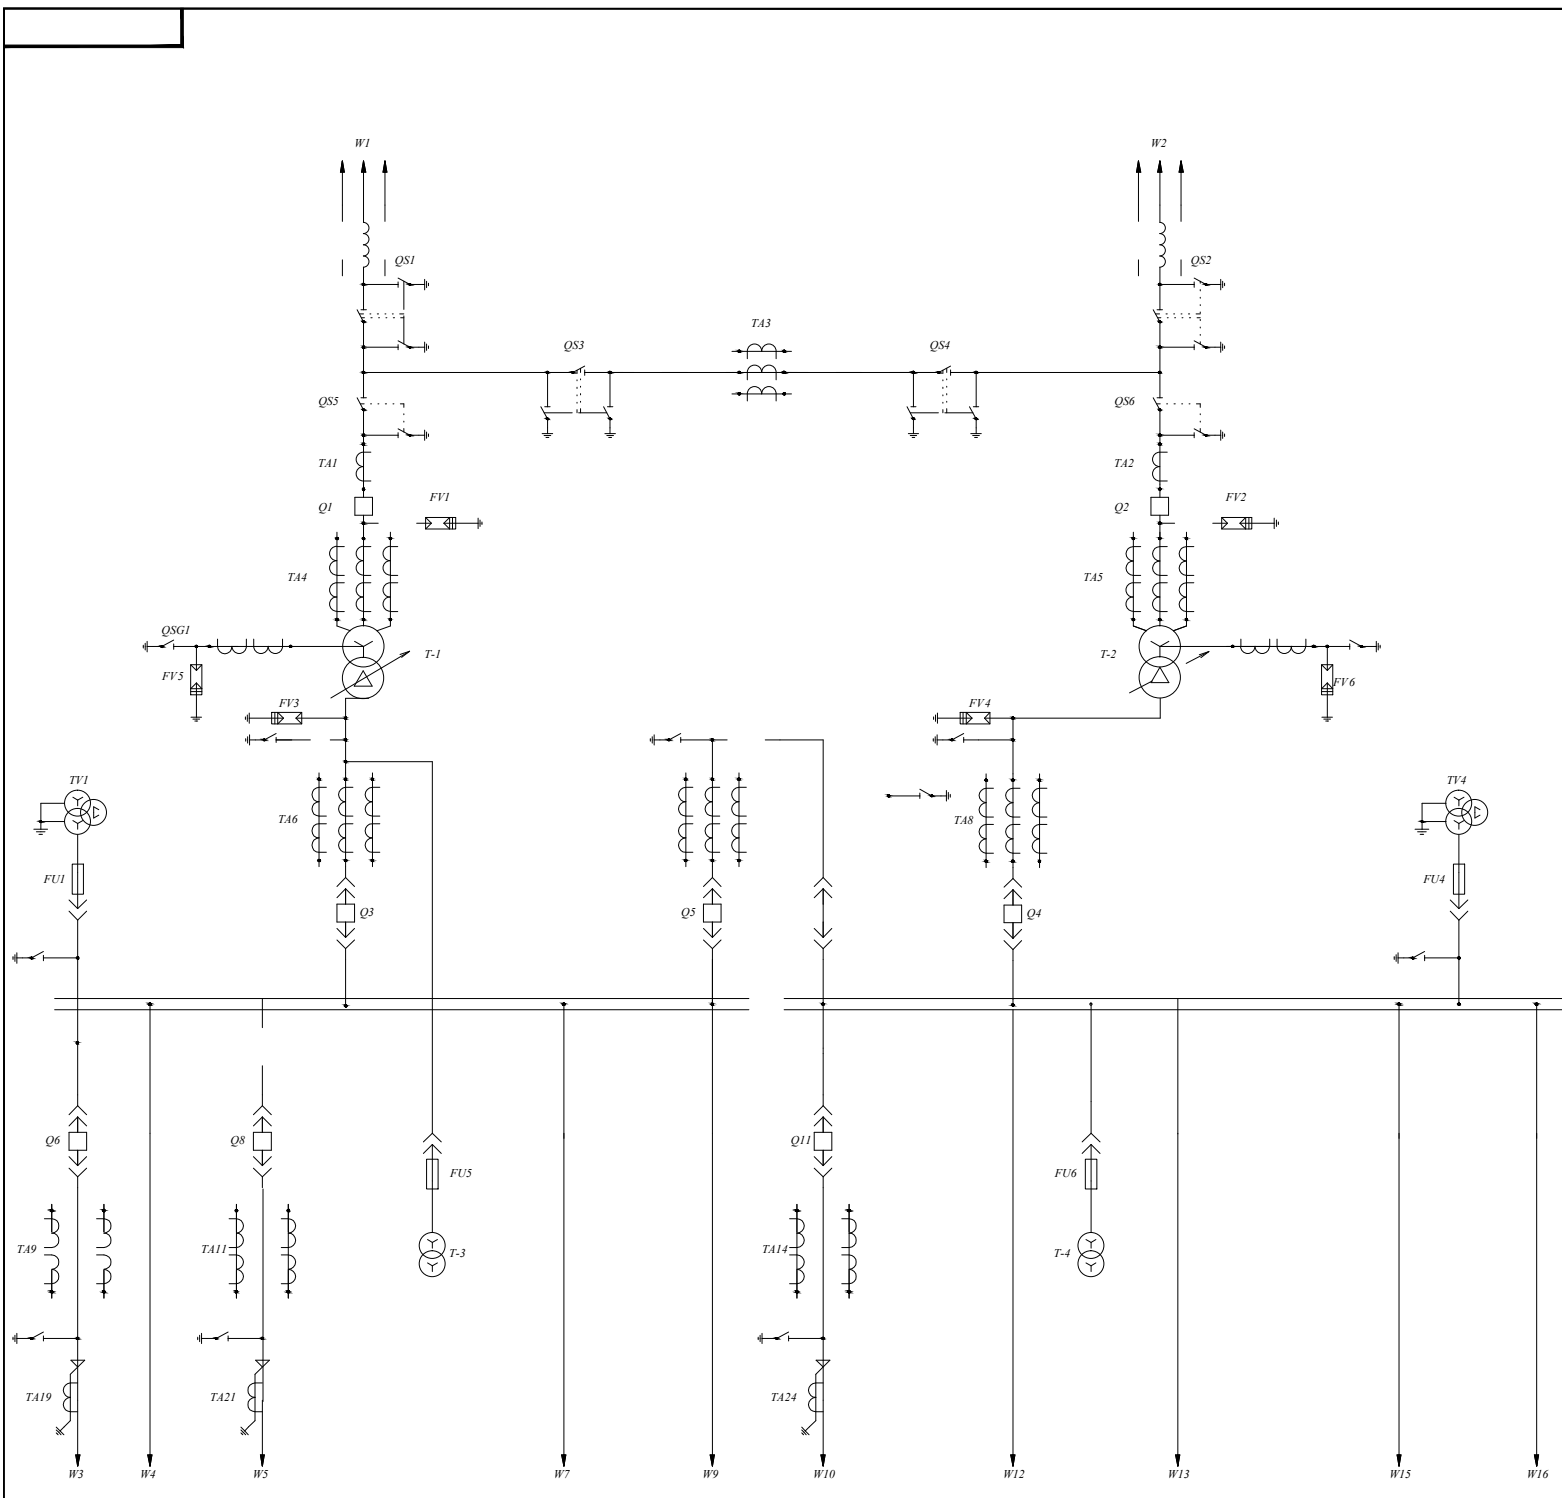 W1 W2
QS1 QS2
TA3
QS3 QS4
QS5 QS6
TA1 TA2
Q1 FV1 Q2 FV2
TA4 TA5
QSG1
T-1 T-2
FV5 FV6
FV3 FV4
TV1 TV4
TA6 TA8
FU1 FU4
Q3 Q5 Q4
Q6 Q8 Q11
FU5 FU6
TA9 TA11 T-3 TA14 T-4
TA19 TA21 TA24
W3 W4 W5 W7 W9 W10 W12 W13 W15 W16